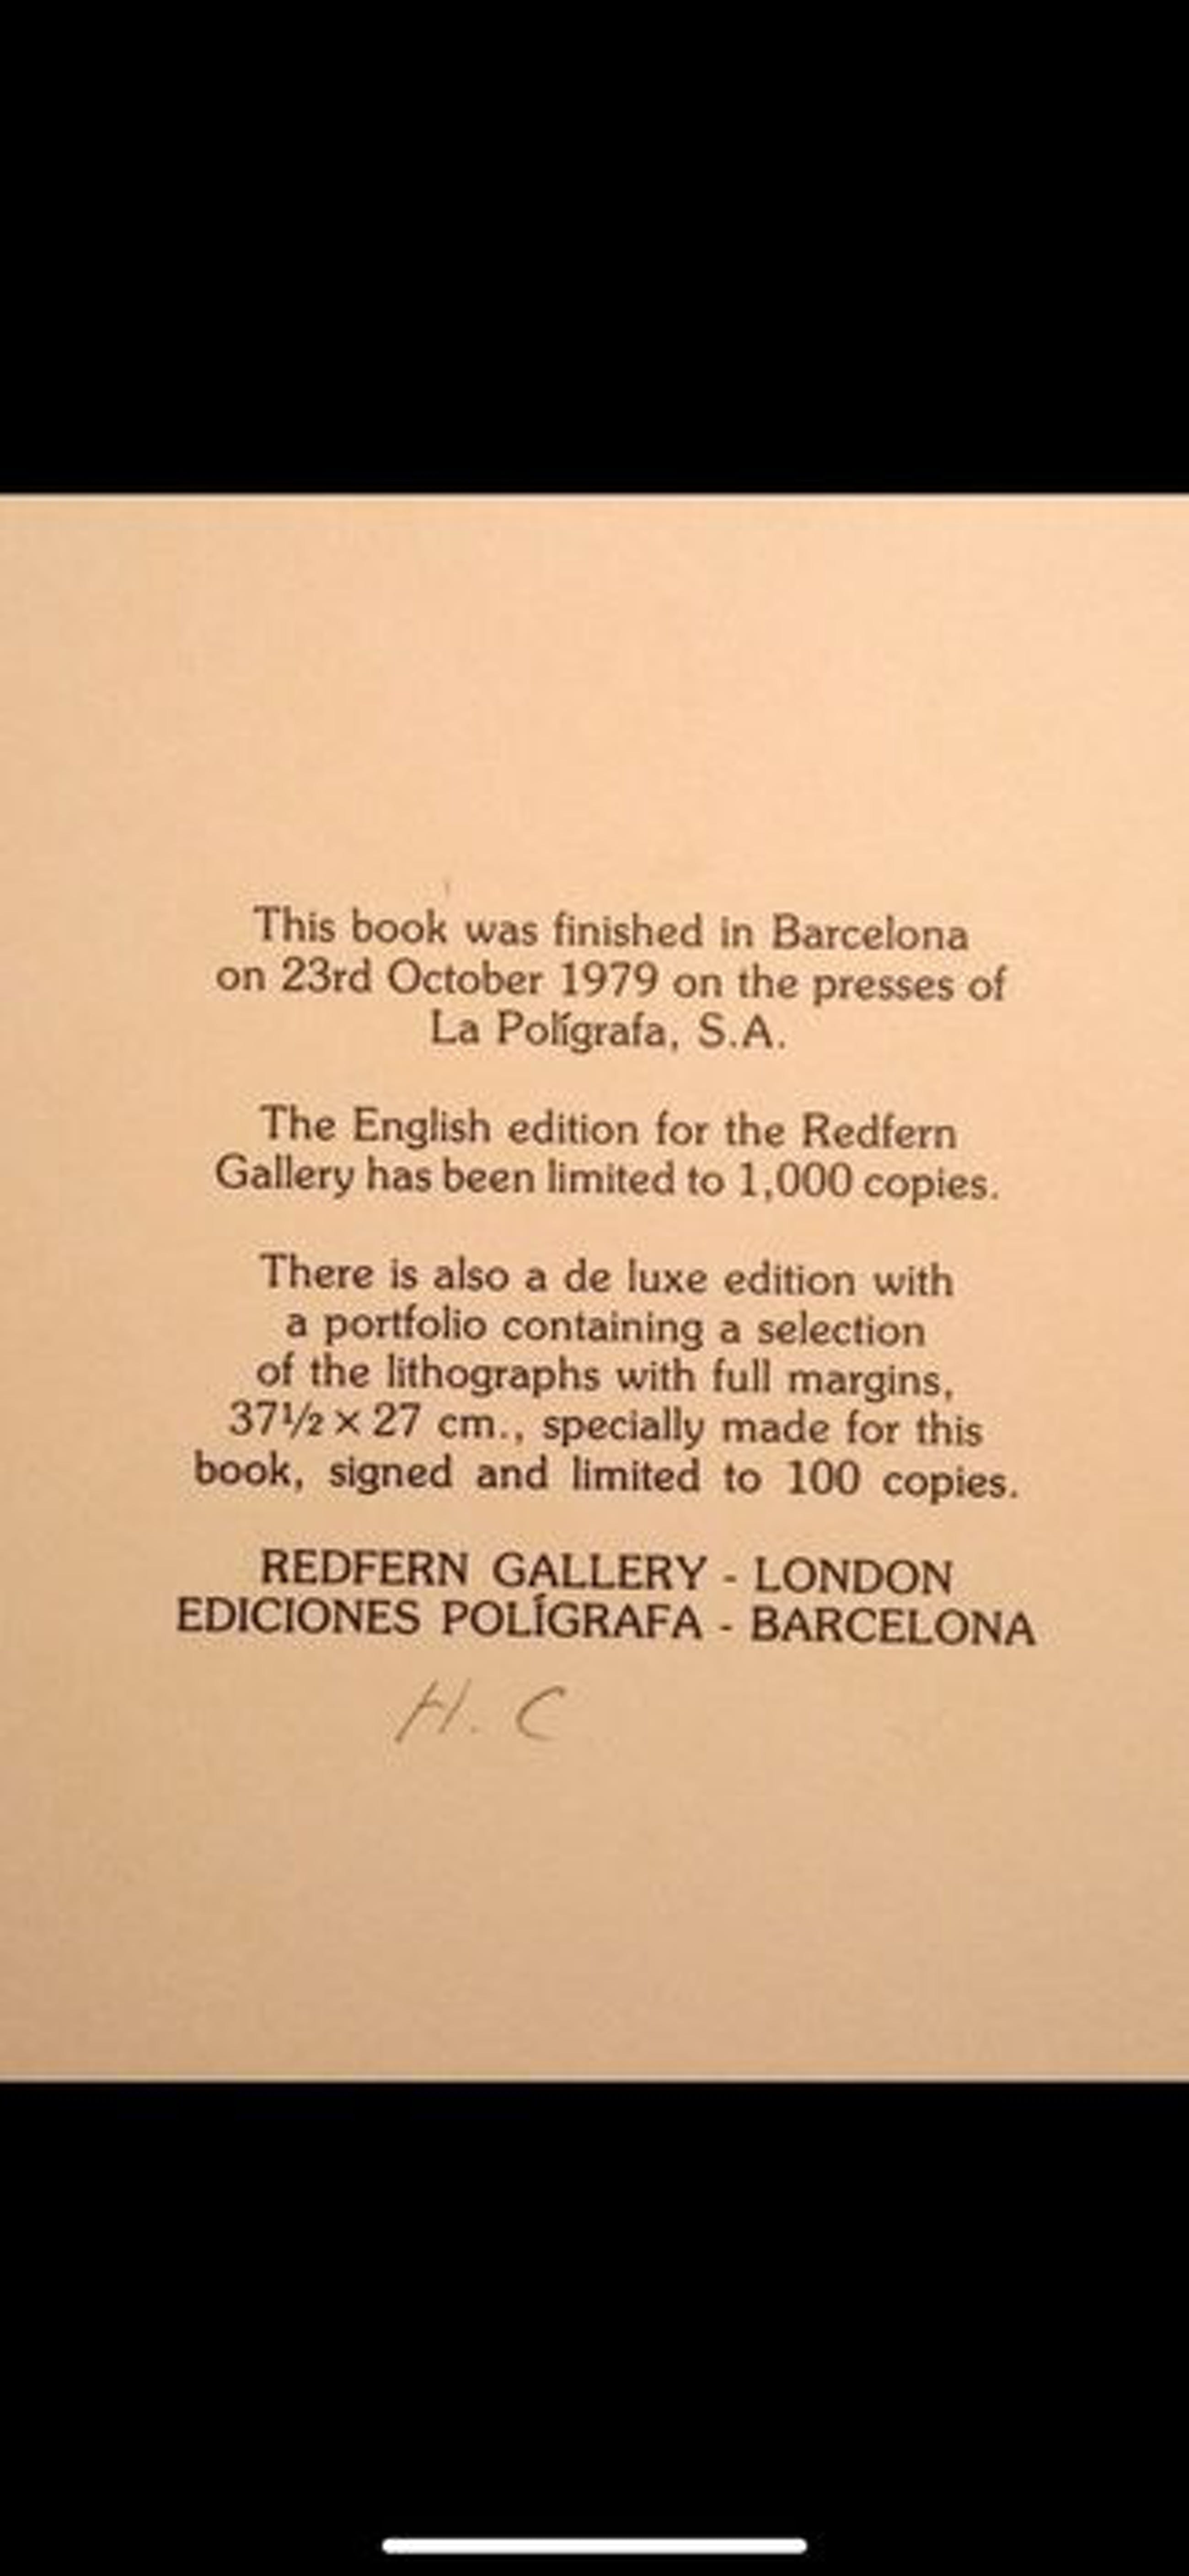 This book was finished in Barcelona
on 23rd October 1979 on the presses of
La Polígrafa, S.A.
The English edition for the Redfern
Gallery has been limited to 1,000 copies.
There is also a de luxe edition with
a portfolio containing a selection
of the lithographs with full margins,
37½ × 27 cm., specially made for this
book, signed and limited to 100 copies.
REDFERN GALLERY - LONDON
EDICIONES POLÍGRAFA - BARCELONA
H. C